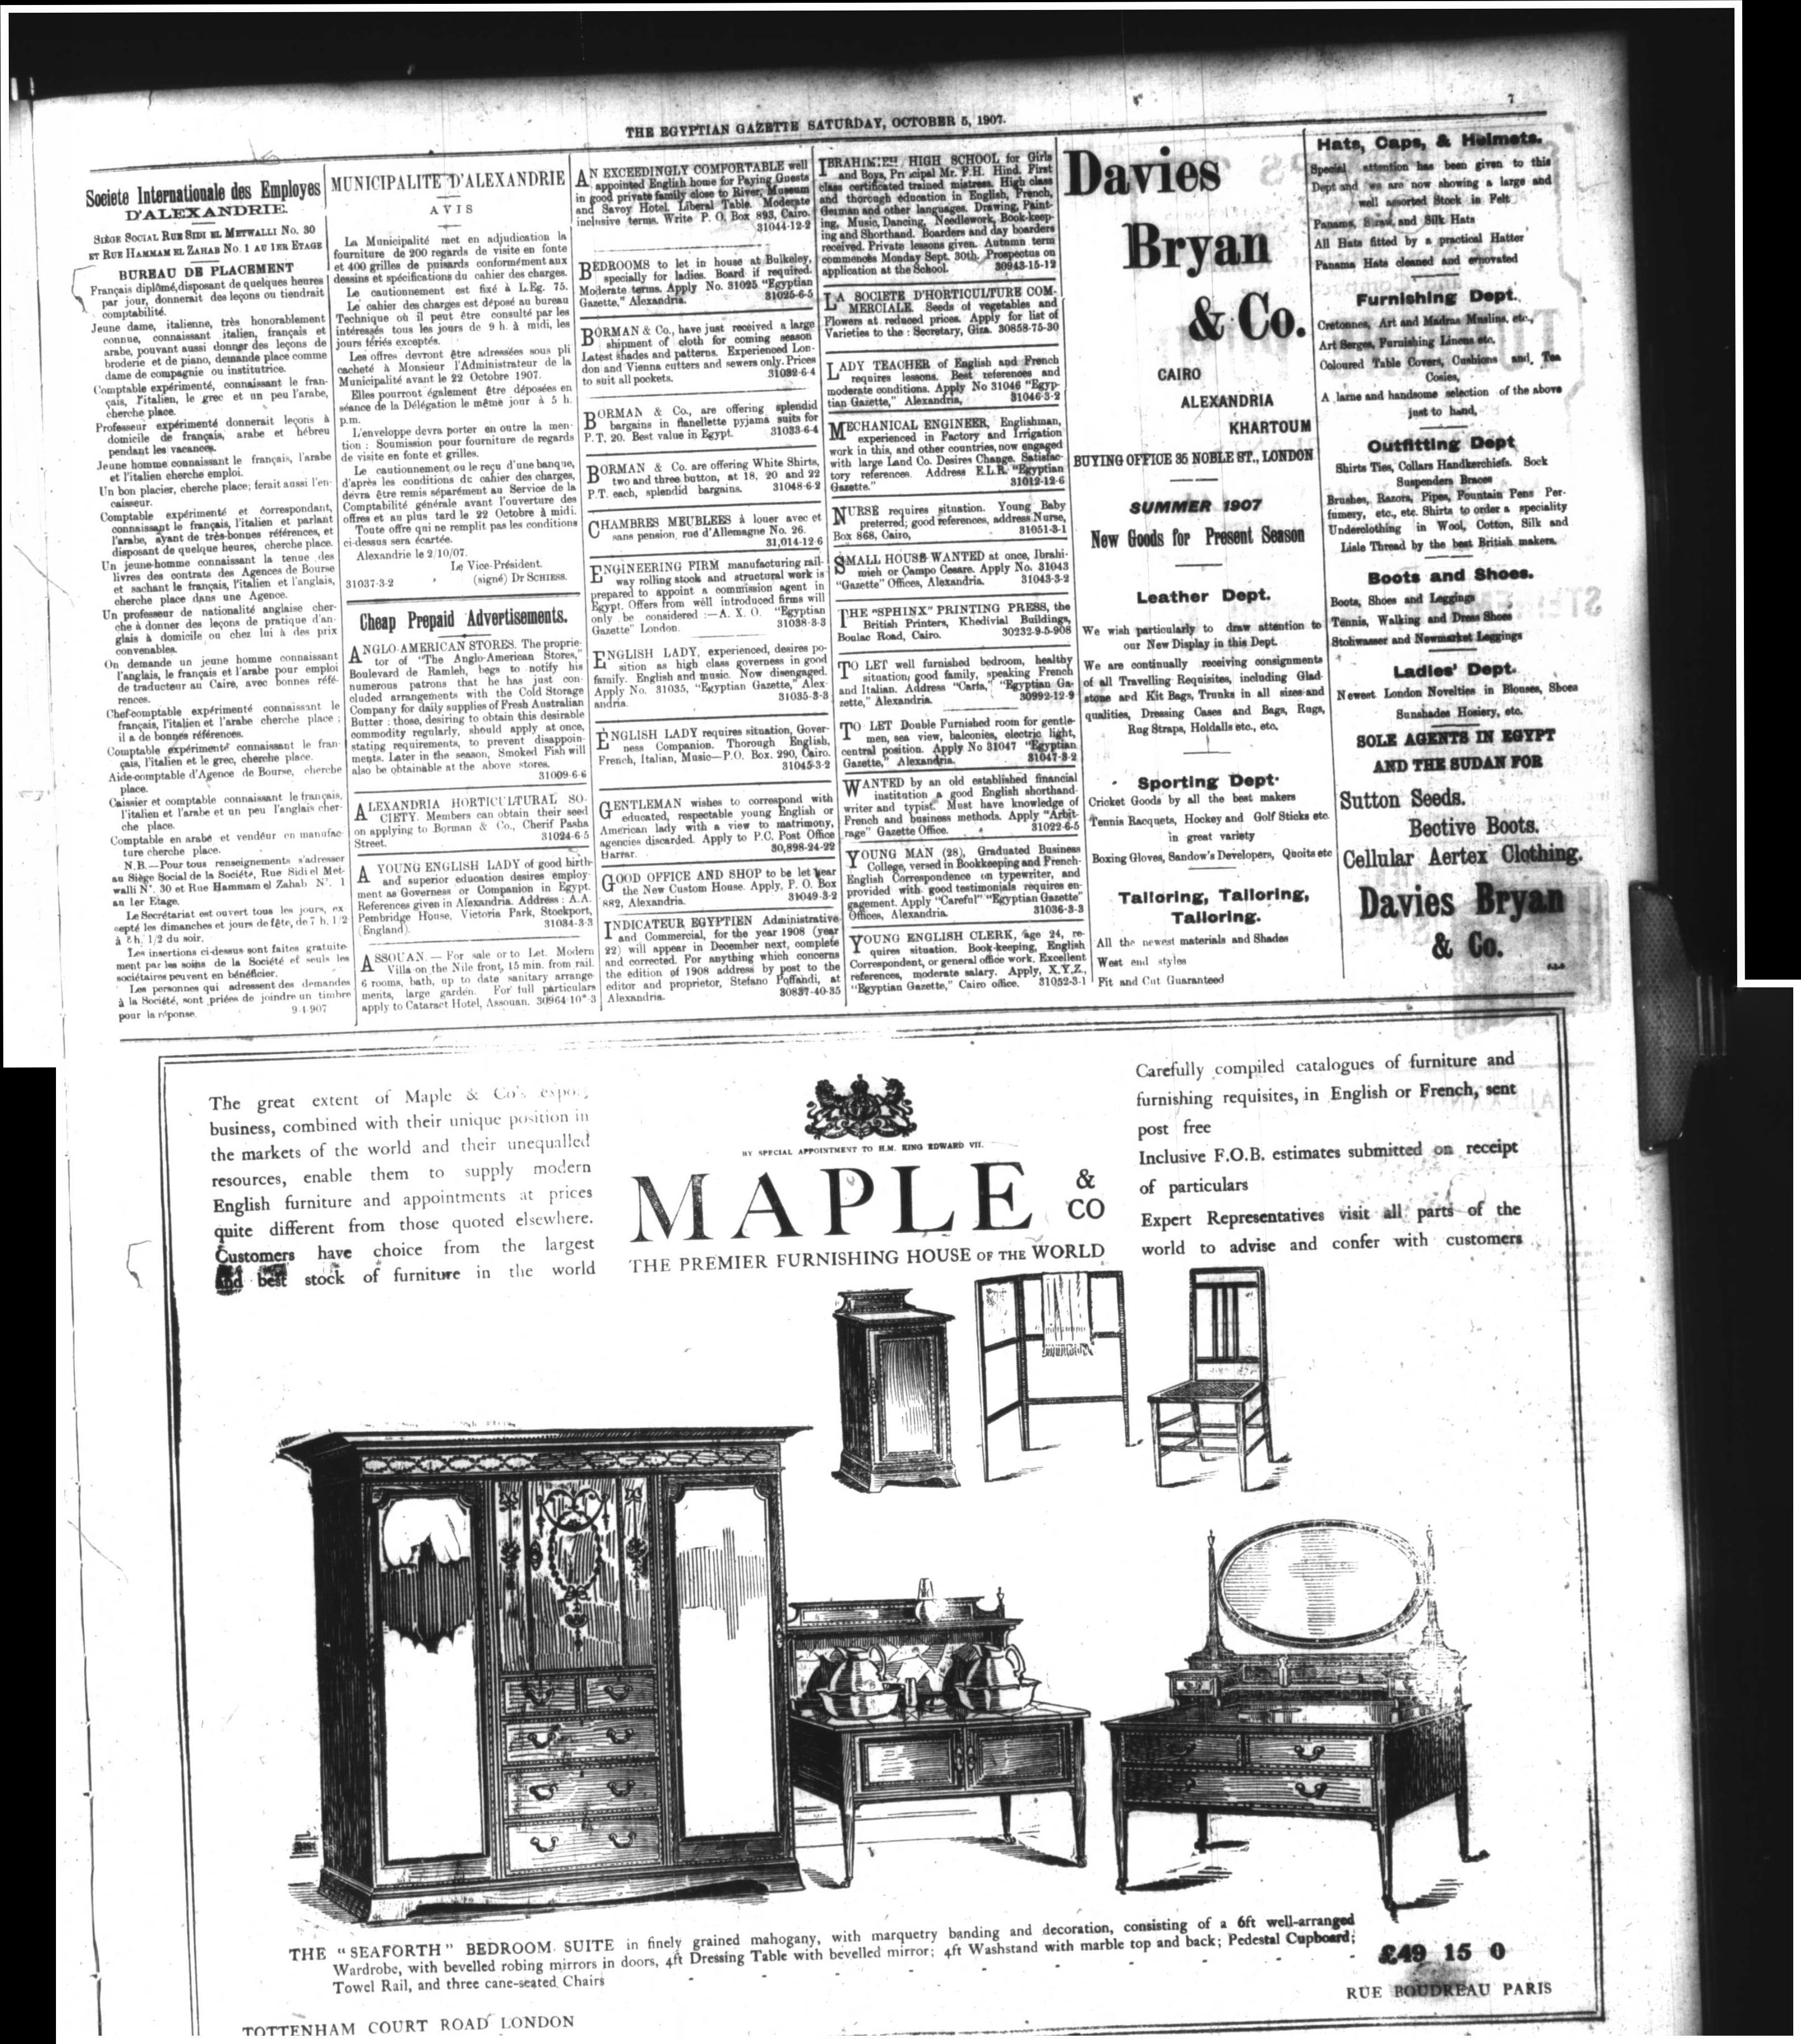 7
THE EGYPTIAN GAZETTE SATURDAY, OCTOBER 5, 1907.
Societe Internationale des Employes
D'ALEXANDRIE.
SIÈGE SOCIAL RUE SIDI EL METWALLI NO. 30
ET RUE HAMMAM EL ZAHAB NO. 1 AU 1ER ETAGE
BUREAU DE PLACEMENT
Français diplômé, disposant de quelques heures
par jour, donnerait des leçons ou tiendrait
comptabilité.
Jeune dame, italienne, très honorablement
connue, connaissant italien, français et
arabe, pouvant aussi donner des leçons de
broderie et de piano, demande place comme
dame de compagnie ou institutrice.
Comptable expérimenté, connaissant le fran-
çais, l'italien, le grec et un peu l'arabe,
cherche place.
Professeur expérimenté donnerait leçons à
domicile de français, arabe et hébreu
pendant les vacances.
Jeune homme connaissant le français, l'arabe
et l'italien cherche emploi.
Un bon placier, cherche place; ferait aussi l'en-
caisseur.
Comptable expérimenté et correspondant,
connaissant le français, l'italien et parlant
l'arabe, ayant de très-bonnes références, et
disposant de quelque heures, cherche place.
Un jeune-homme connaissant la tenue des
livres des contrats des Agences de Bourse
et sachant le français, l'italien et l'anglais,
cherche place dans une Agence.
Un professeur de nationalité anglaise cher-
che à donner des leçons de pratique d'an-
glais à domicile ou chez lui à des prix
convenables.
On demande un jeune homme connaissant
l'anglais, le français et l'arabe pour emploi
de traducteur au Caire, avec bonnes réfé-
rences.
Chef-comptable expérimenté connaissant le
français, l'italien et l'arabe cherche place ;
il a de bonnes références.
Comptable expérimenté connaissant le fran-
çais, l'italien et le grec, cherche place.
Aide-comptable d'Agence de Bourse, cherche
place.
Caissier et comptable connaissant le français,
l'italien et l'arabe et un peu l'anglais cher-
che place.
Comptable en arabe et vendeur en manufac-
ture cherche place.
N.B.—Pour tous renseignements s'adresser
au Siège Social de la Société, Rue Sidi el Met-
walli N°. 30 et Rue Hammam el Zahab N°. 1
au 1er Etage.
Le Secrétariat est ouvert tous les jours, ex
cepté les dimanches et jours de fête, de 7 h. 1/2
à 8 h. 1/2 du soir.
Les insertions ci-dessus sont faites gratuite-
ment par les soins de la Société et seuls les
sociétaires peuvent en bénéficier.
Les personnes qui adressent des demandes
à la Société, sont priées de joindre un timbre
pour la réponse. 9-4-907
MUNICIPALITE D'ALEXANDRIE
AVIS
La Municipalité met en adjudication la
fourniture de 200 regards de visite en fonte
et 400 grilles de puisards conformément aux
dessins et spécifications du cahier des charges.
Le cautionnement est fixé à L.Eg. 75.
Le cahier des charges est déposé au bureau
Technique où il peut être consulté par les
intéressés tous les jours de 9 h. à midi, les
jours fériés exceptés.
Les offres devront être adressées sous pli
cacheté à Monsieur l'Administrateur de la
Municipalité avant le 22 Octobre 1907.
Elles pourront également être déposées en
séance de la Délégation le même jour à 5 h.
p.m.
L'enveloppe devra porter en outre la men-
tion : Soumission pour fourniture de regards
de visite en fonte et grilles.
Le cautionnement ou le reçu d'une banque,
d'après les conditions de cahier des charges,
devra être remis séparément au Service de la
Comptabilité générale avant l'ouverture des
offres et au plus tard le 22 Octobre à midi.
Toute offre qui ne remplit pas les conditions
ci-dessus sera écartée.
Alexandrie le 2/10/07.
Le Vice-Président.
31037-3-2 (signé) Dr SCHIESS.
Cheap Prepaid Advertisements.
ANGLO-AMERICAN STORES. The proprie-
tor of "The Anglo-American Stores,"
Boulevard de Ramleh, begs to notify his
numerous patrons that he has just con-
cluded arrangements with the Cold Storage
Company for daily supplies of Fresh Australian
Butter : those, desiring to obtain this desirable
commodity regularly, should apply at once,
stating requirements, to prevent disappoin-
ments. Later in the season, Smoked Fish will
also be obtainable at the above stores.
31009-6-6
ALEXANDRIA HORTICULTURAL SO-
CIETY. Members can obtain their seed
on applying to Borman & Co., Cherif Pasha
Street. 31024-6-5
A YOUNG ENGLISH LADY of good birth
and superior education desires employ-
ment as Governess or Companion in Egypt.
References given in Alexandria. Address : A.A.
Pembridge House, Victoria Park, Stockport,
(England). 31034-3-3
ASSOUAN. — For sale or to Let. Modern
Villa on the Nile front, 15 min. from rail.
6 rooms, bath, up to date sanitary arrange-
ments, large garden. For full particulars
apply to Cataract Hotel, Assouan. 30964-10*-3
AN EXCEEDINGLY COMFORTABLE well
appointed English home for Paying Guests
in good private family close to River, Museum
and Savoy Hotel. Liberal Table. Moderate
inclusive terms. Write P. O. Box 893, Cairo.
31044-12-2
BEDROOMS to let in house at Bulkeley,
specially for ladies. Board if required.
Moderate terms. Apply No. 31025 "Egyptian
Gazette," Alexandria. 31025-6-5
BORMAN & Co., have just received a large
shipment of cloth for coming season
Latest shades and patterns. Experienced Lon-
don and Vienna cutters and sewers only. Prices
to suit all pockets. 31032-6-4
BORMAN & Co., are offering splendid
bargains in flanellette pyjama suits for
P.T. 20. Best value in Egypt. 31033-6-4
BORMAN & Co. are offering White Shirts,
two and three button, at 18, 20 and 22
P.T. each, splendid bargains. 31048-6-2
CHAMBRES MEUBLEES à louer avec et
sans pension, rue d'Allemagne No. 26.
31,014-12-6
ENGINEERING FIRM manufacturing rail-
way rolling stock and structural work is
prepared to appoint a commission agent in
Egypt. Offers from well introduced firms will
only be considered :—A. X. O. "Egyptian
Gazette" London. 31038-3-3
ENGLISH LADY, experienced, desires po-
sition as high class governess in good
family. English and music. Now disengaged.
Apply No. 31035, "Egyptian Gazette," Alex-
andria. 31035-3-3
ENGLISH LADY requires situation, Gover-
ness Companion. Thorough English,
French, Italian, Music—P.O. Box. 290, Cairo.
31045-3-2
GENTLEMAN wishes to correspond with
educated, respectable young English or
American lady with a view to matrimony,
agencies discarded. Apply to P.C. Post Office
Harrar. 30,898-24-22
GOOD OFFICE AND SHOP to be let near
the New Custom House. Apply, P. O. Box
882, Alexandria. 31049-3-2
INDICATEUR EGYPTIEN Administrative
and Commercial, for the year 1908 (year
22) will appear in December next, complete
and corrected. For anything which concerns
the edition of 1908 address by post to the
editor and proprietor, Stefano Poffandi, at
Alexandria. 30837-40-35
IBRAHIMIEH HIGH SCHOOL for Girls
and Boys, Principal Mr. P.H. Hind. First
class certificated trained mistress. High class
and thorough education in English, French,
German and other languages. Drawing, Paint-
ing, Music, Dancing, Needlework, Book-keep-
ing and Shorthand. Boarders and day boarders
received. Private lessons given. Autumn term
commences Monday Sept. 30th. Prospectus on
application at the School. 30943-15-12
LA SOCIETE D'HORTICULTURE COM-
MERCIALE. Seeds of vegetables and
Flowers at reduced prices. Apply for list of
Varieties to the : Secretary, Giza. 30858-75-30
LADY TEACHER of English and French
requires lessons. Best references and
moderate conditions. Apply No 31046 "Egyp-
tian Gazette," Alexandria, 31046-3-2
MECHANICAL ENGINEER, Englishman,
experienced in Factory and Irrigation
work in this, and other countries, now engaged
with large Land Co. Desires Change. Satisfac-
tory references. Address E.L.R. "Egyptian
Gazette." 31012-12-6
NURSE requires situation. Young Baby
preferred; good references, address Nurse,
Box 868, Cairo, 31051-3-1
SMALL HOUSE WANTED at once, Ibrahi-
mieh or Campo Cesare. Apply No. 31043
"Gazette" Offices, Alexandria. 31043-3-2
THE "SPHINX" PRINTING PRESS, the
British Printers, Khedivial Buildings,
Boulac Road, Cairo. 30232-9-5-908
TO LET well furnished bedroom, healthy
situation, good family, speaking French
and Italian. Address "Carla," "Egyptian Ga-
zette," Alexandria. 30992-12-9
TO LET Double Furnished room for gentle-
men, sea view, balconies, electric light,
central position. Apply No 31047 "Egyptian
Gazette," Alexandria. 31047-3-2
WANTED by an old established financial
institution a good English shorthand-
writer and typist. Must have knowledge of
French and business methods. Apply "Arbit-
rage" Gazette Office. 31022-6-5
YOUNG MAN (28), Graduated Business
College, versed in Bookkeeping and French-
English Correspondence on typewriter, and
provided with good testimonials requires en-
gagement. Apply "Careful" "Egyptian Gazette"
Offices, Alexandria. 31036-3-3
YOUNG ENGLISH CLERK, age 24, re-
quires situation. Book-keeping, English
Correspondent, or general office work. Excellent
references, moderate salary. Apply, X.Y.Z.,
"Egyptian Gazette," Cairo office. 31052-3-1
Davies
Bryan
& Co.
CAIRO
ALEXANDRIA
KHARTOUM
BUYING OFFICE 35 NOBLE ST., LONDON
SUMMER 1907
New Goods for Present Season
Leather Dept.
We wish particularly to draw attention to
our New Display in this Dept.
We are continually receiving consignments
of all Travelling Requisites, including Glad-
stone and Kit Bags, Trunks in all sizes and
qualities, Dressing Cases and Bags, Rugs,
Rug Straps, Holdalls etc., etc.
Sporting Dept.
Cricket Goods by all the best makers
Tennis Racquets, Hockey and Golf Sticks etc.
in great variety
Boxing Gloves, Sandow's Developers, Quoits etc
Tailoring, Tailoring,
Tailoring.
All the newest materials and Shades
West end styles
Fit and Cut Guaranteed
Hats, Caps, & Helmets.
Special attention has been given to this
Dept and we are now showing a large and
well assorted Stock in Felt
Panama, Straw and Silk Hats
All Hats fitted by a practical Hatter
Panama Hats cleaned and
Furnishing Dept.
Cretonnes, Art and Madras Muslins, etc.,
Art Serges, Furnishing Linens etc.
Coloured Table Covers, Cushions and Tea
Cosies,
A large and handsome selection of the above
just to hand,
Outfitting Dept
Shirts Ties, Collars Handkerchiefs. Sock
Suspenders Braces
Brushes, Razors, Pipes, Fountain Pens Per-
fumery, etc., etc. Shirts to order a speciality
Underclothing in Wool, Cotton, Silk and
Lisle Thread by the best British makers.
Boots and Shoes.
Boots, Shoes and Leggings
Tennis, Walking and Dress Shoes
Stohwasser and Newmarket Leggings
Ladies' Dept.
Newest London Novelties in Blouses, Shoes
Sunshades Hosiery, etc.
SOLE AGENTS IN EGYPT
AND THE SUDAN FOR
Sutton Seeds.
Bective Boots.
Cellular Aertex Clothing.
Davies Bryan
& Co.
The great extent of Maple & Co's export
business, combined with their unique position in
the markets of the world and their unequalled
resources, enable them to supply modern
English furniture and appointments at prices
quite different from those quoted elsewhere.
Customers have choice from the largest
and best stock of furniture in the world
BY SPECIAL APPOINTMENT TO H.M. KING EDWARD VII.
MAPLE & CO
THE PREMIER FURNISHING HOUSE OF THE WORLD
Carefully compiled catalogues of furniture and
furnishing requisites, in English or French, sent
post free
Inclusive F.O.B. estimates submitted on receipt
of particulars
Expert Representatives visit all parts of the
world to advise and confer with customers
THE "SEAFORTH" BEDROOM SUITE in finely grained mahogany, with marquetry banding and decoration, consisting of a 6ft well-arranged
Wardrobe, with bevelled robing mirrors in doors, 4ft Dressing Table with bevelled mirror; 4ft Washstand with marble top and back; Pedestal Cupboard;
Towel Rail, and three cane-seated Chairs - - - - - - -
£49 15 0
TOTTENHAM COURT ROAD LONDON
RUE BOUDREAU PARIS